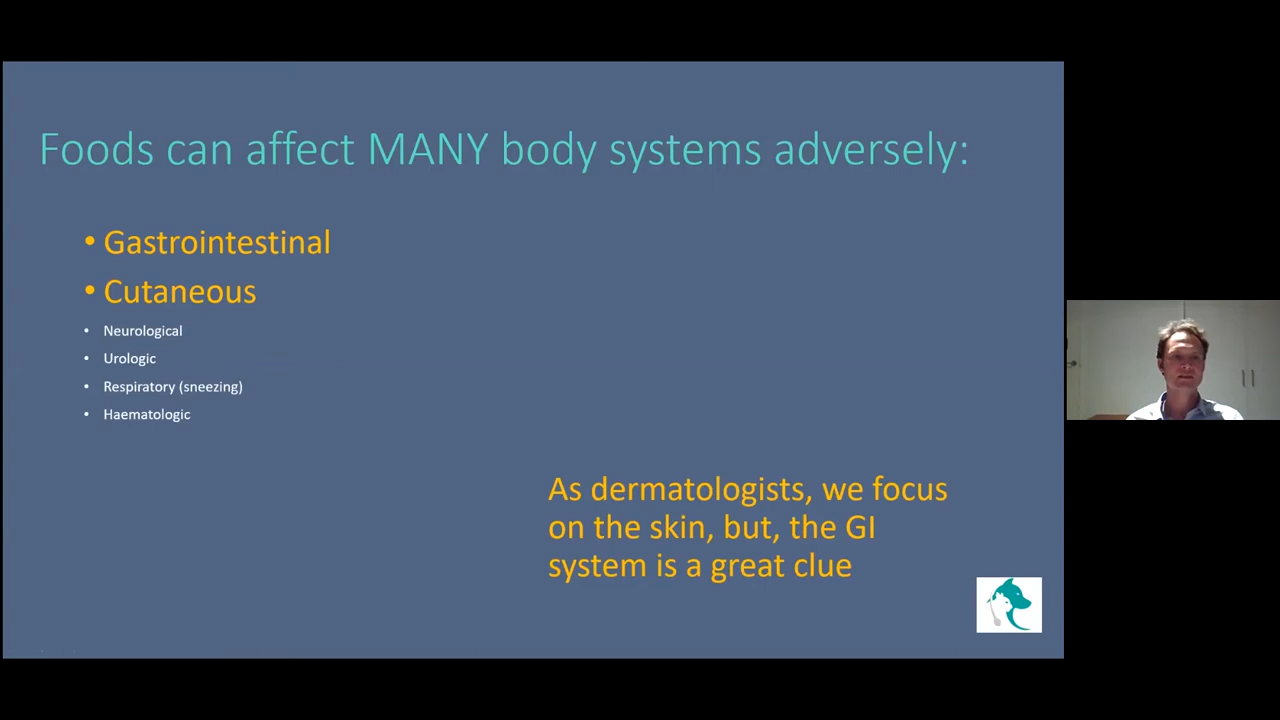 Foods can affect MANY body systems adversely:
• Gastrointestinal
• Cutaneous
• Neurological
• Urologic
• Respiratory (sneezing)
• Haematologic
As dermatologists, we focus
on the skin, but, the GI
system is a great clue